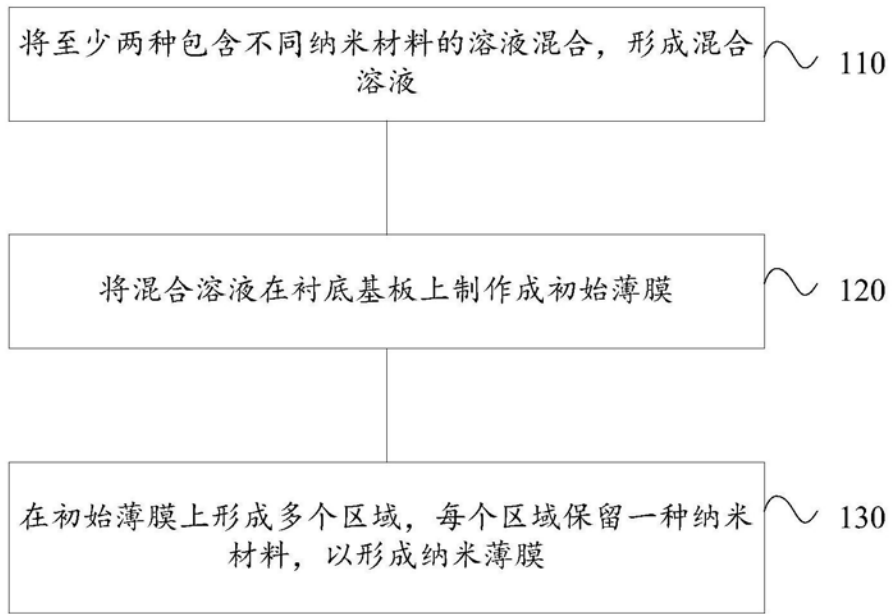 将至少两种包含不同纳米材料的溶液混合，形成混合
溶液
110
将混合溶液在衬底基板上制作成初始薄膜
120
在初始薄膜上形成多个区域，每个区域保留一种纳米
材料，以形成纳米薄膜
130